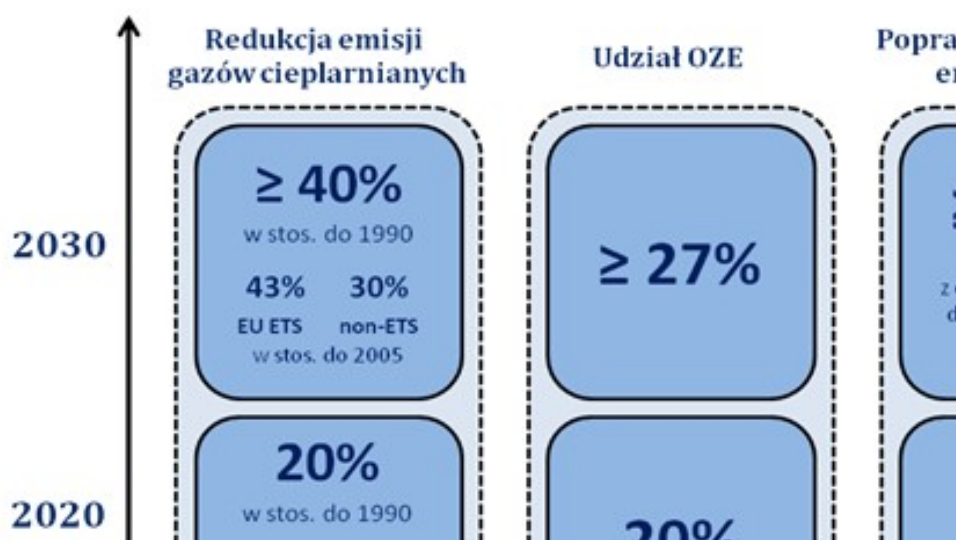 Redukcja emisji
gazów cieplarnianych
Udział OZE
2030
≥ 40%
w stos. do 1990
43% 30%
EU ETS non-ETS
w stos. do 2005
≥ 27%
2020
20%
w stos. do 1990
20%